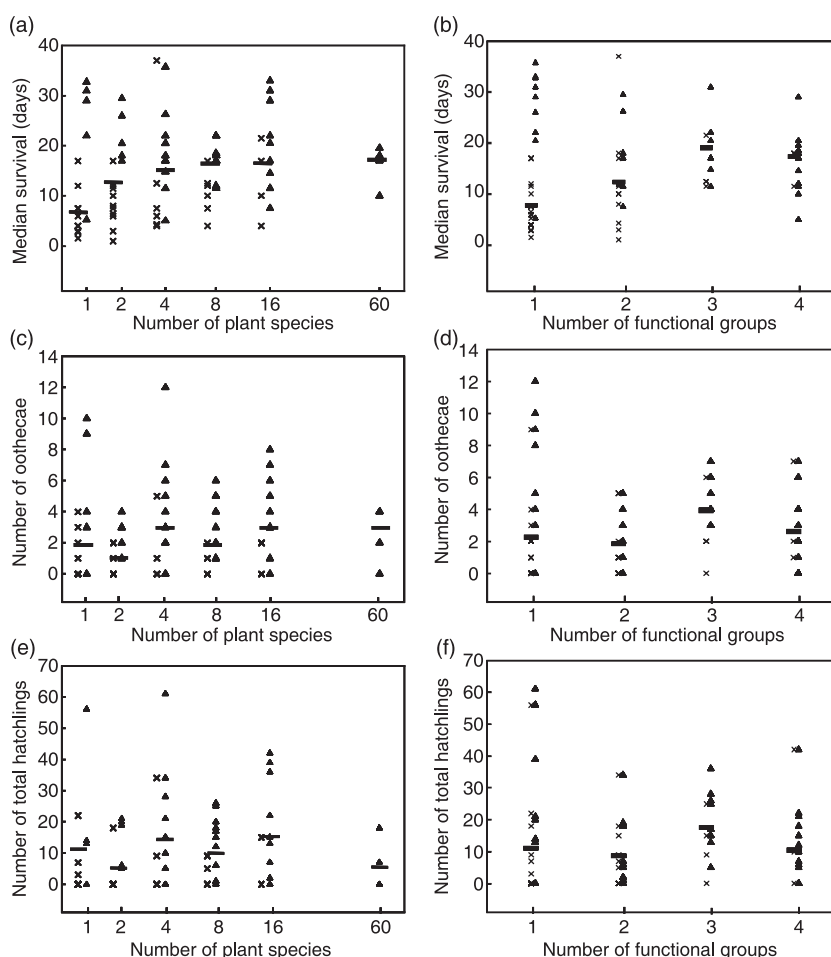 (a)
Median survival (days)
40
30
20
10
0
1 2 4 8 16 60
Number of plant species
(b)
Median survival (days)
40
30
20
10
0
1 2 3 4
Number of functional groups
(c)
Number of oothecae
14
12
10
8
6
4
2
0
1 2 4 8 16 60
Number of plant species
(d)
Number of oothecae
14
12
10
8
6
4
2
0
1 2 3 4
Number of functional groups
(e)
Number of total hatchlings
70
60
50
40
30
20
10
0
1 2 4 8 16 60
Number of plant species
(f)
Number of total hatchlings
70
60
50
40
30
20
10
0
1 2 3 4
Number of functional groups